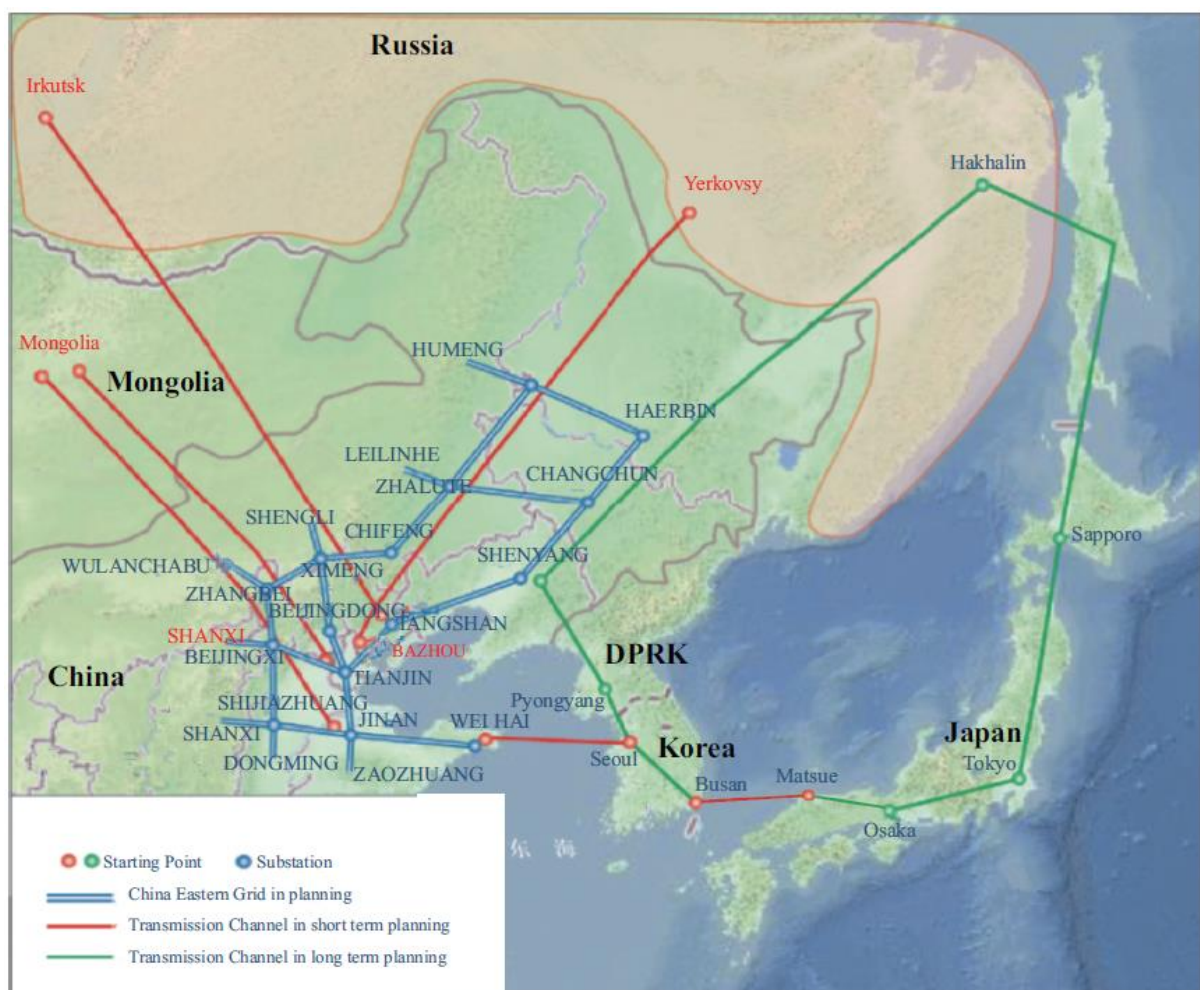 Russia
Irkutsk
Hakhalin
Yerkovsy
Mongolia
Mongolia
HUMENG
HAERBIN
LEILINHE
CHANGCHUN
ZHALUTE
SHENGLI
CHIFENG
Sapporo
SHENYANG
WULANCHABU
XIMENG
ZHANGBEI
BEIJINGDONG
TANGSHAN
SHANXI
BAZHOU
BEIJINGXI
DPRK
China
TIANJIN
SHIJIAZHUANG
Pyongyang
JINAN
WEI HAI
SHANXI
Japan
Korea
Seoul
DONGMING
Tokyo
ZAOZHUANG
Matsue
Busan
Osaka
东 海
Starting Point
Substation
China Eastern Grid in planning
Transmission Channel in short term planning
Transmission Channel in long term planning